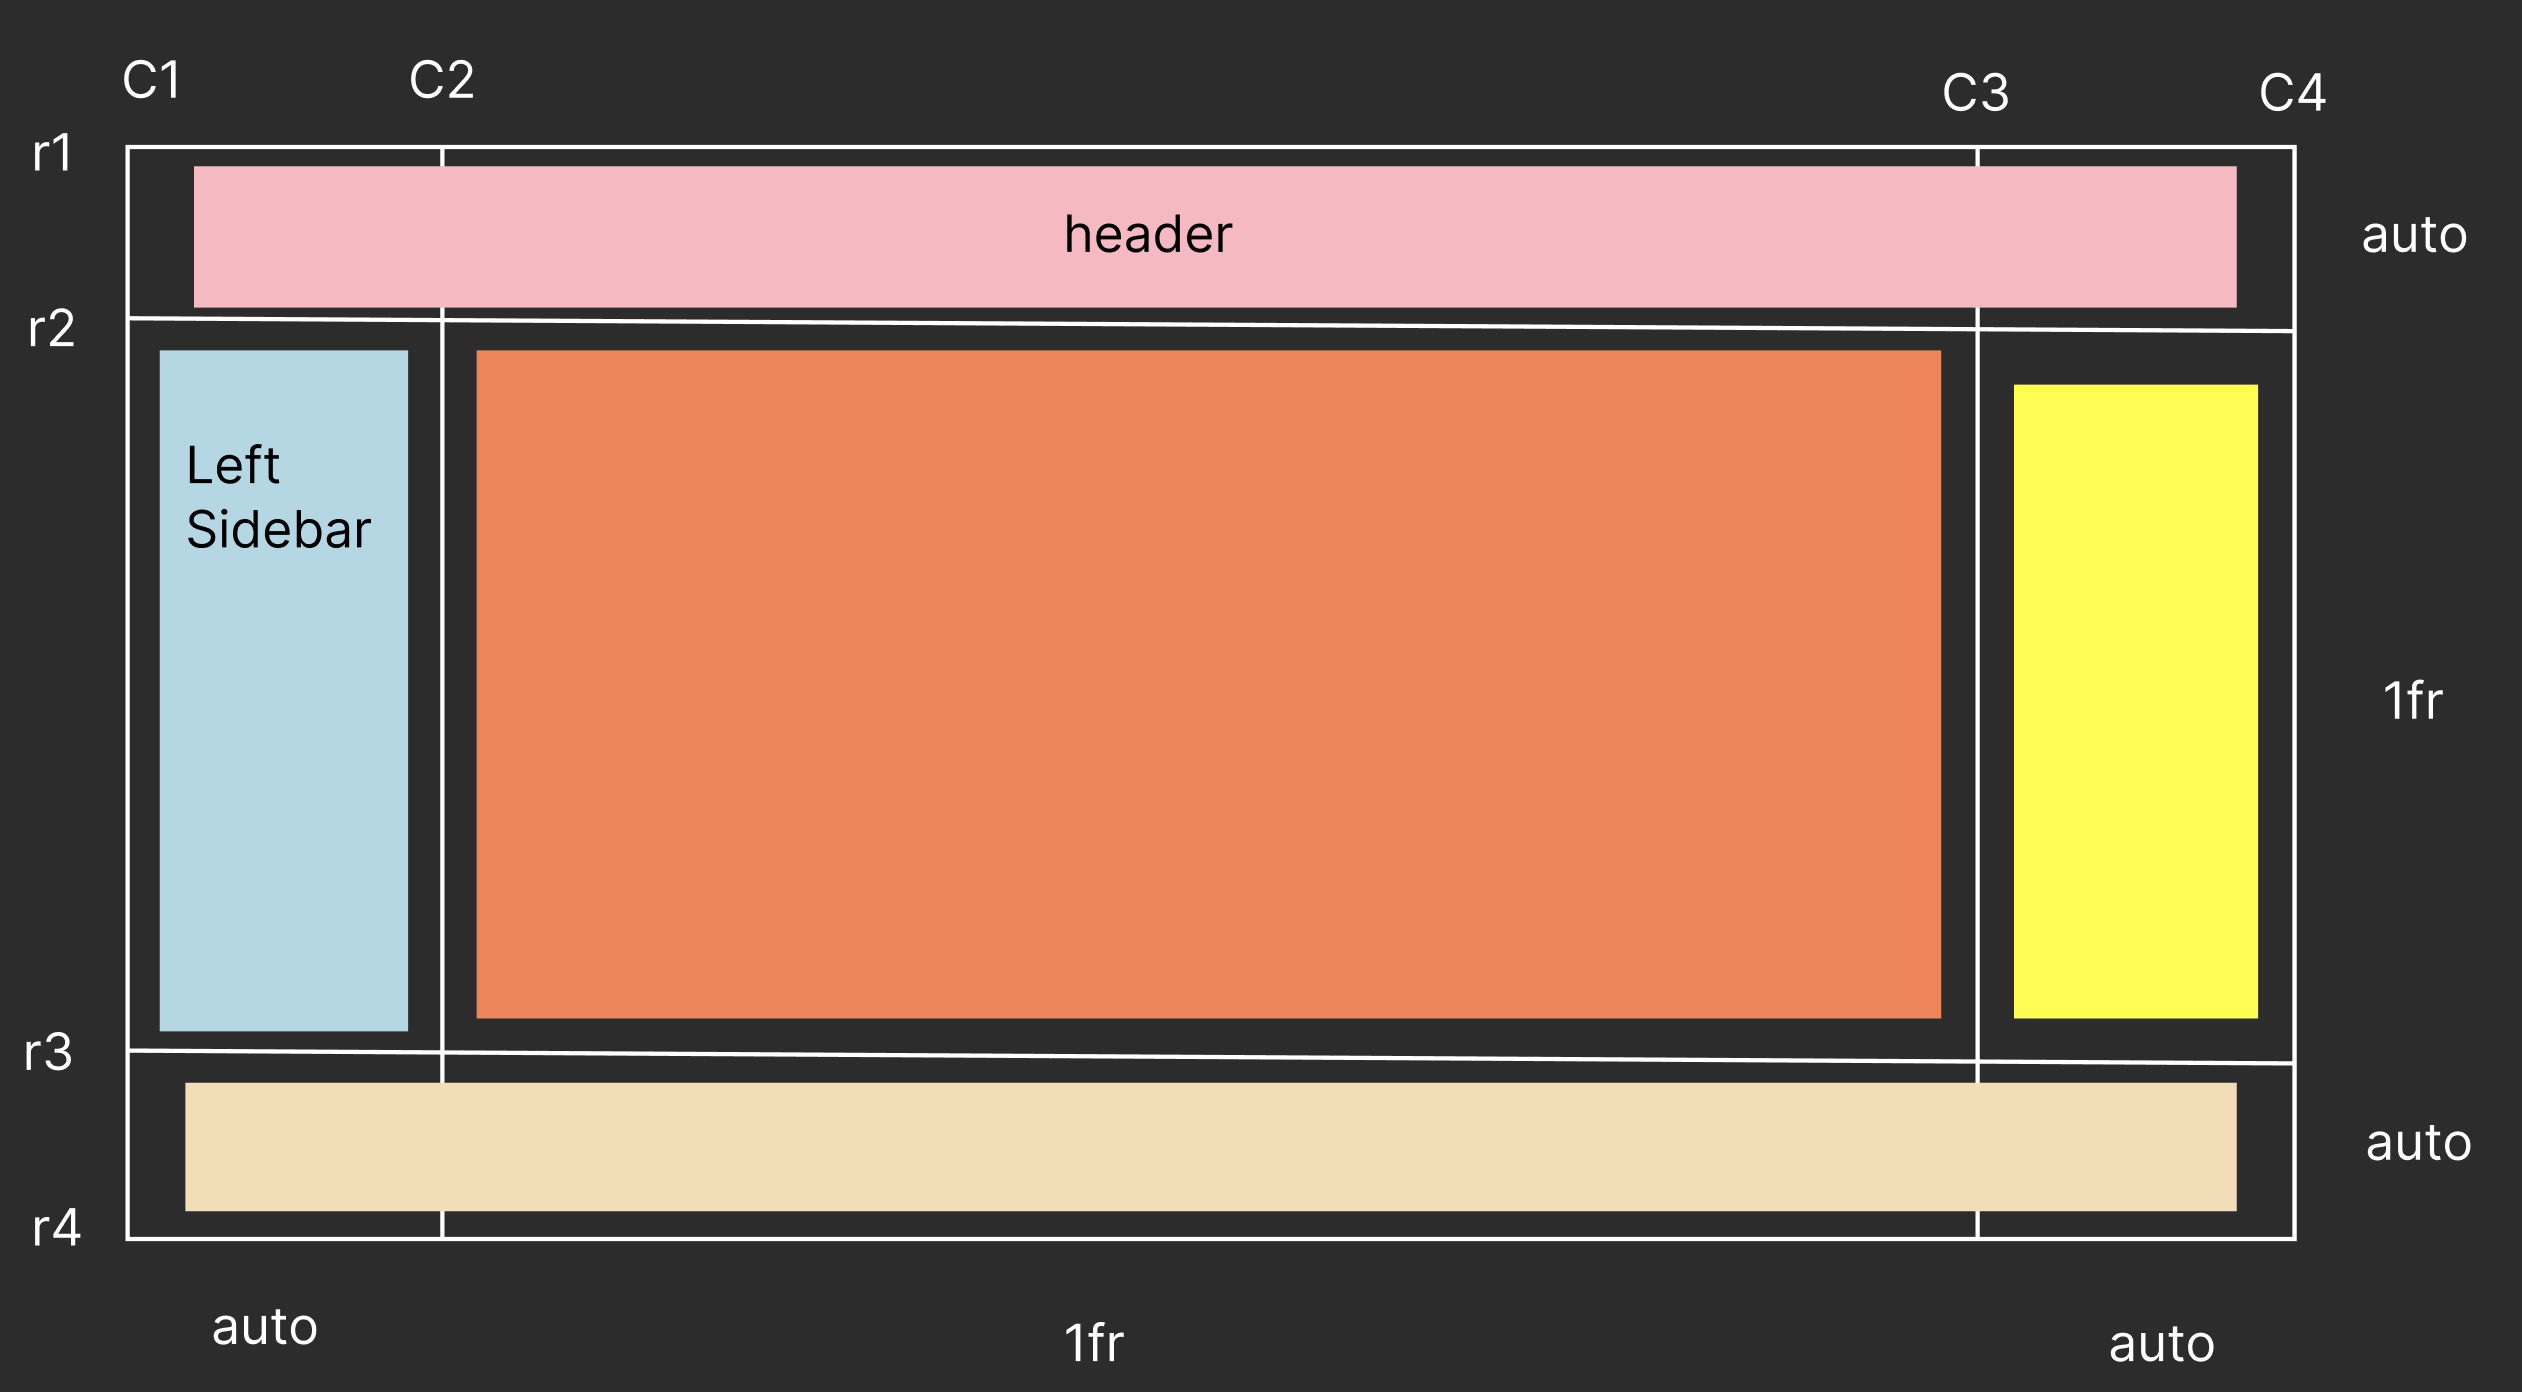 C1
C2
C3
C4
r1
header
auto
r2
Left
Sidebar
1fr
r3
auto
r4
auto
1fr
auto